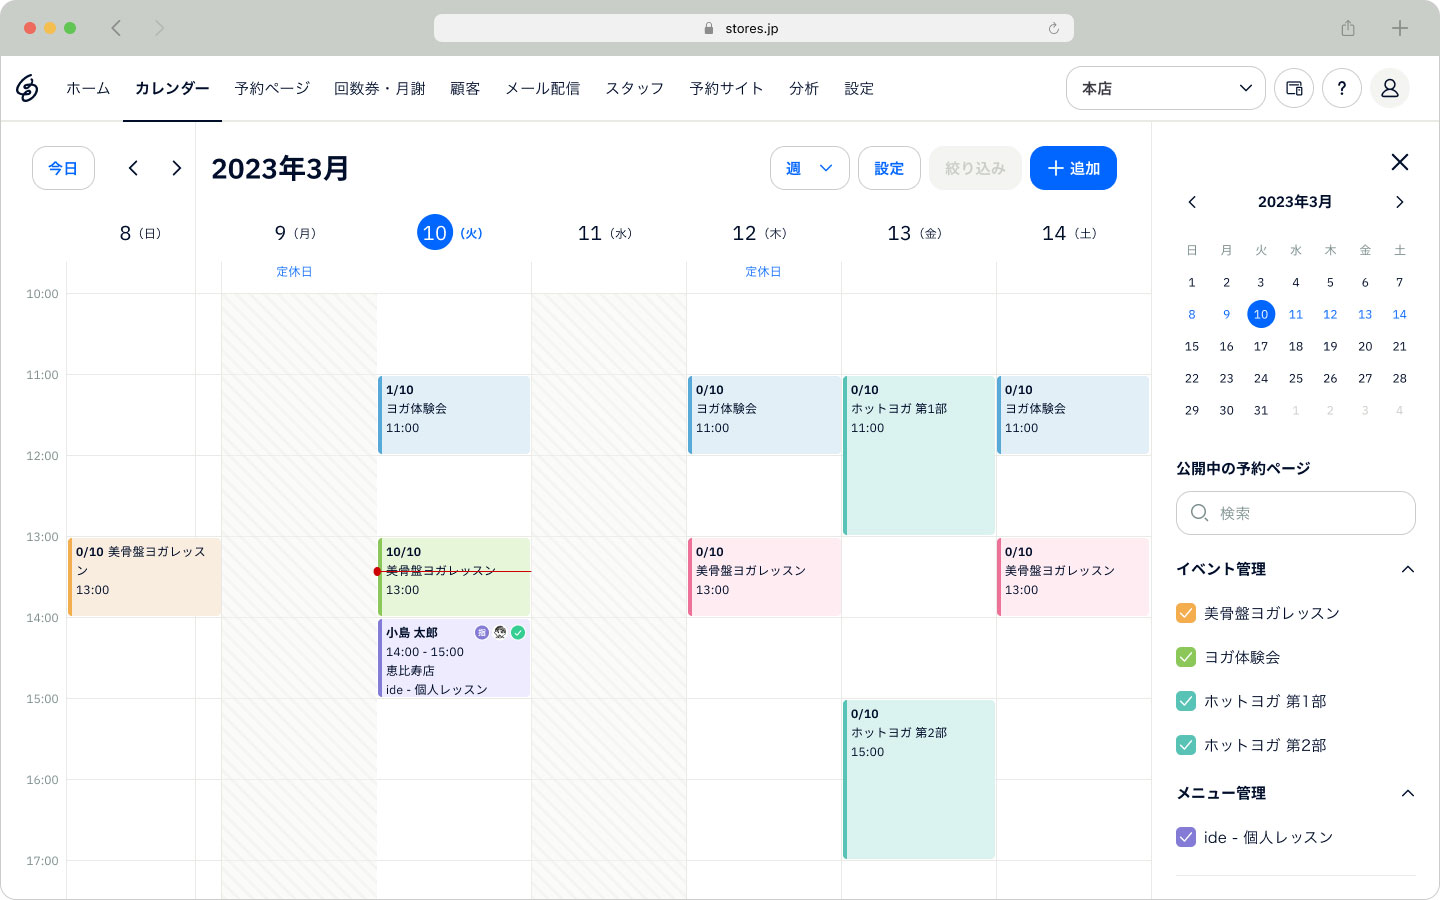 stores.jp
ホーム カレンダー 予約ページ 回数券・月謝 顧客 メール配信 スタッフ 予約サイト 分析 設定
本店
?
今日
2023年3月
週
設定
絞り込み
追加
8 (日)
9 (月)
10 (火)
11 (水)
12 (木)
13 (金)
14 (土)
定休日
定休日
10:00
11:00
12:00
13:00
14:00
15:00
16:00
17:00
0/10 美骨盤ヨガレッス
ン
13:00
1/10
ヨガ体験会
11:00
10/10
美骨盤ヨガレッスン
13:00
小島 太郎
指
14:00 - 15:00
恵比寿店
ide - 個人レッスン
0/10
ヨガ体験会
11:00
0/10
美骨盤ヨガレッスン
13:00
0/10
ホットヨガ 第1部
11:00
0/10
ホットヨガ 第2部
15:00
0/10
ヨガ体験会
11:00
0/10
美骨盤ヨガレッスン
13:00
2023年3月
日 月 火 水 木 金 土
1 2 3 4 5 6 7
8 9 10 11 12 13 14
15 16 17 18 19 20 21
22 23 24 25 26 27 28
29 30 31 1 2 3 4
公開中の予約ページ
検索
イベント管理
美骨盤ヨガレッスン
ヨガ体験会
ホットヨガ 第1部
ホットヨガ 第2部
メニュー管理
ide - 個人レッスン